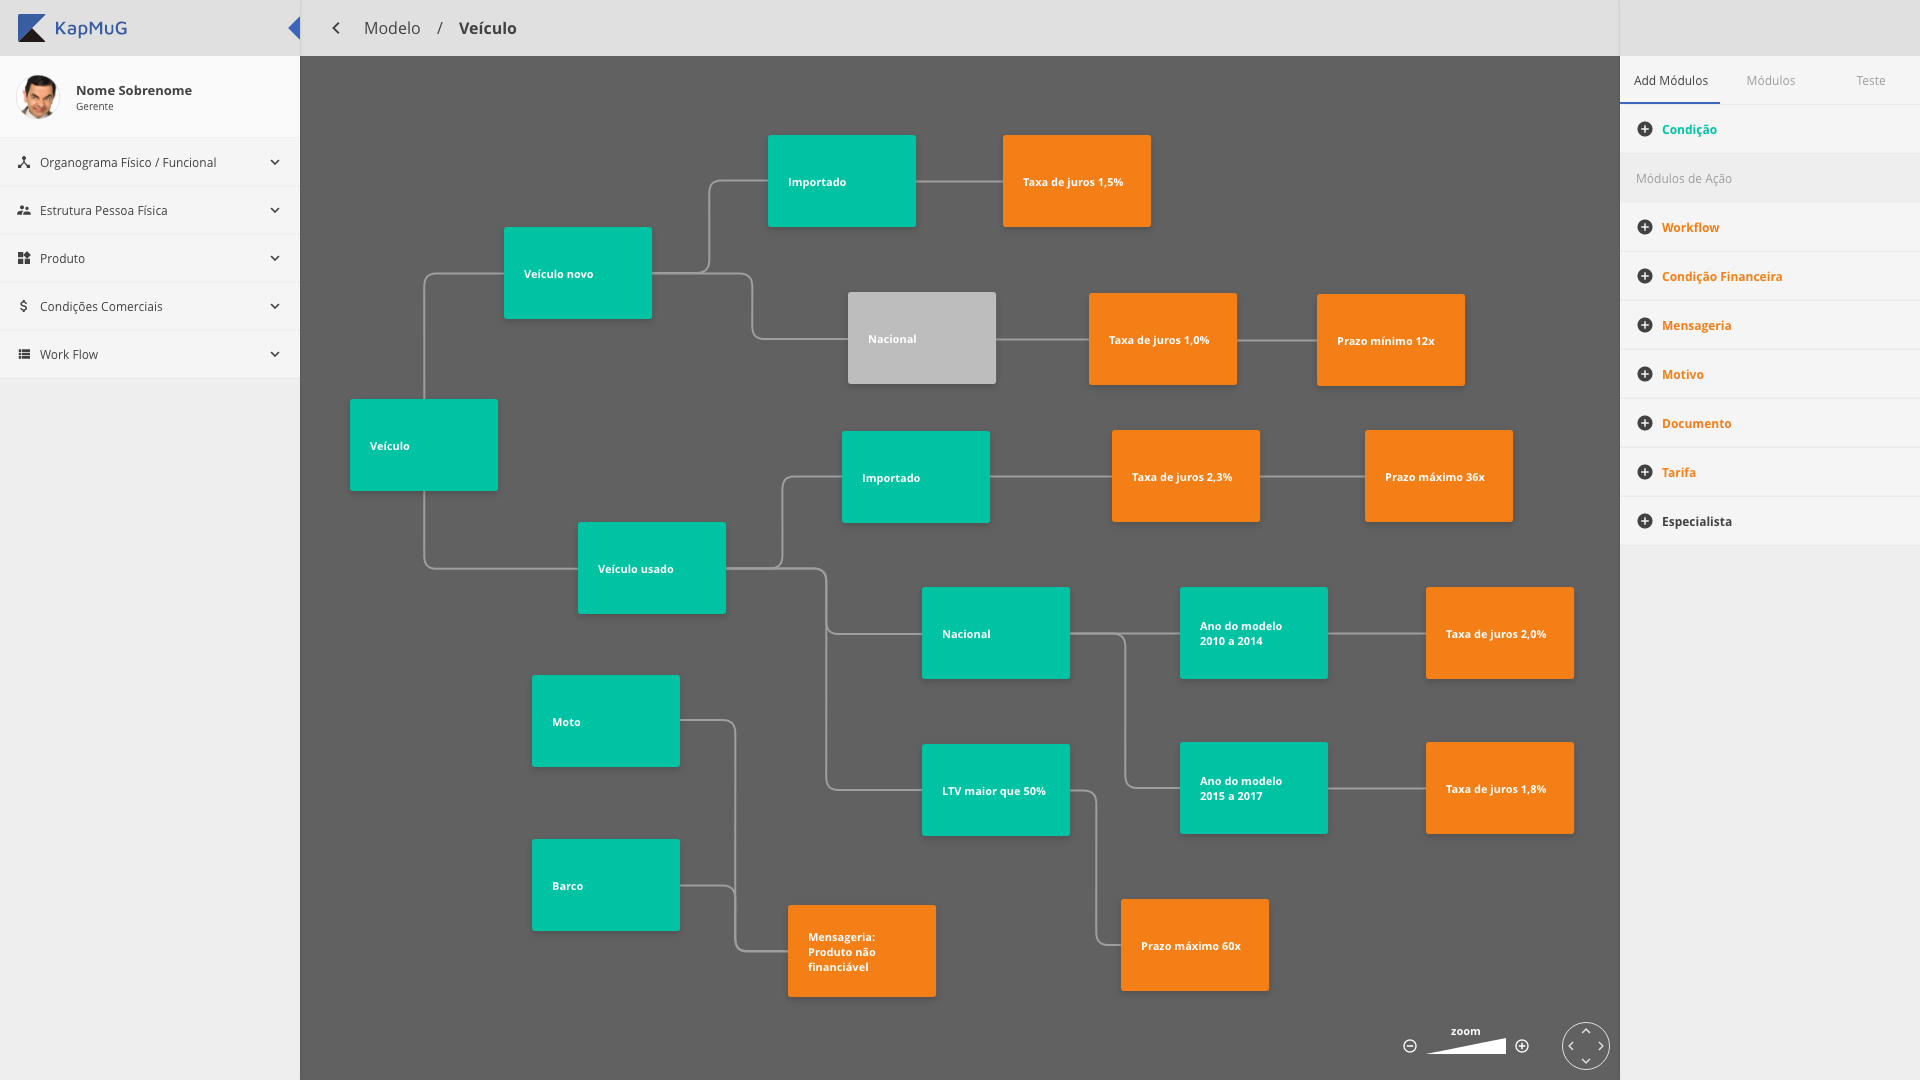 KapMuG
Modelo / Veículo
Nome Sobrenome
Gerente
Organograma Físico / Funcional
Estrutura Pessoa Física
Produto
Condições Comerciais
Work Flow
Importado
Taxa de juros 1,5%
Veículo novo
Nacional
Taxa de juros 1,0%
Prazo mínimo 12x
Veículo
Importado
Taxa de juros 2,3%
Prazo máximo 36x
Veículo usado
Nacional
Ano do modelo
2010 a 2014
Taxa de juros 2,0%
Moto
LTV maior que 50%
Ano do modelo
2015 a 2017
Taxa de juros 1,8%
Barco
Mensageria:
Produto não
financiável
Prazo máximo 60x
zoom
Add Módulos
Módulos
Teste
Condição
Módulos de Ação
Workflow
Condição Financeira
Mensageria
Motivo
Documento
Tarifa
Especialista